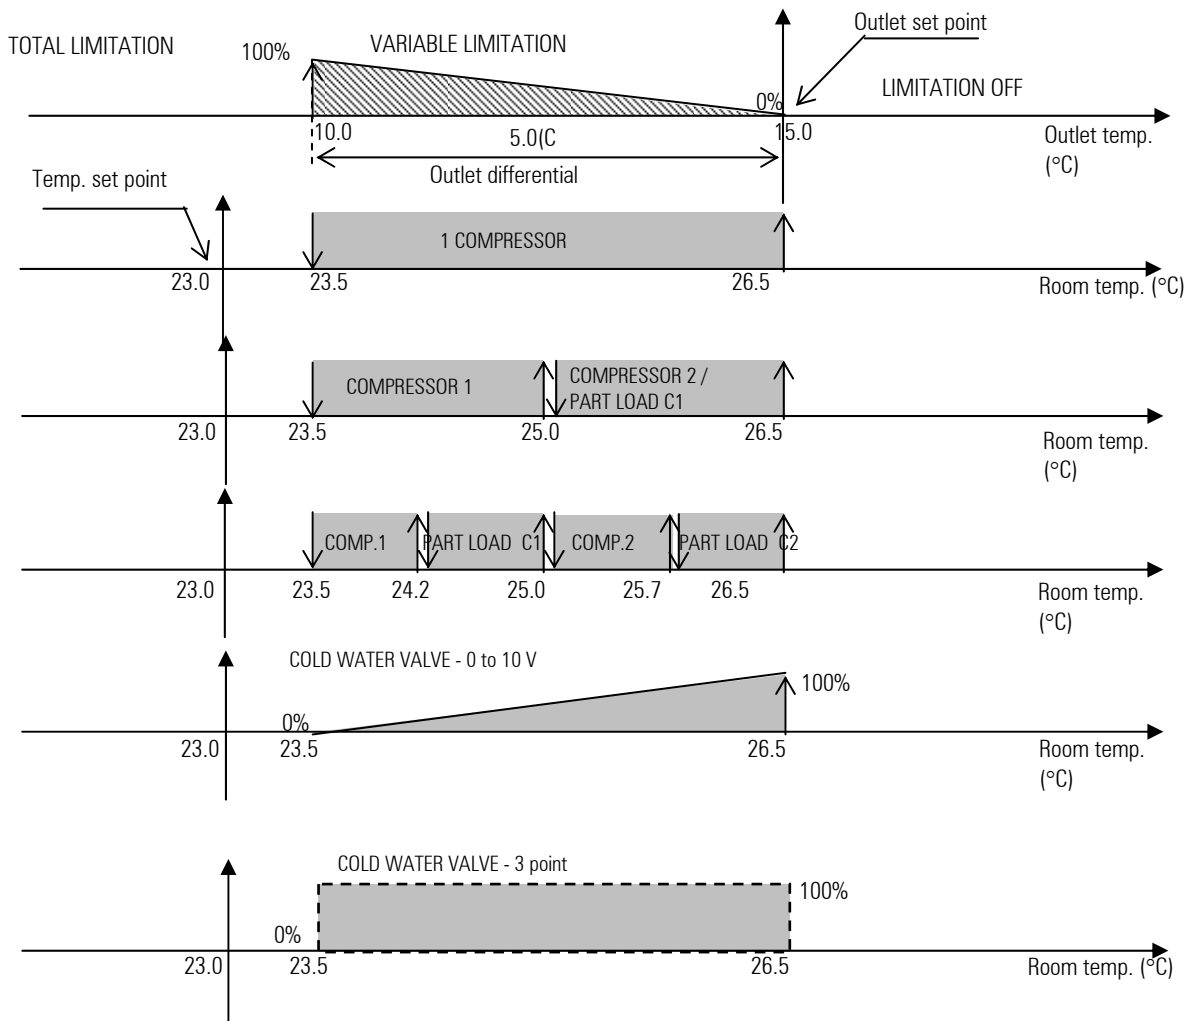 Outlet set point
TOTAL LIMITATION
100%
VARIABLE LIMITATION
0%
LIMITATION OFF
10.0
5.0(C
15.0
Outlet temp.
(°C)
Outlet differential
Temp. set point
1 COMPRESSOR
23.0
23.5
26.5
Room temp. (°C)
COMPRESSOR 1
COMPRESSOR 2 /
PART LOAD C1
23.0
23.5
25.0
26.5
Room temp.
(°C)
COMP.1
PART LOAD C1
COMP.2
PART LOAD C2
23.0
23.5
24.2
25.0
25.7
26.5
Room temp.
(°C)
COLD WATER VALVE - 0 to 10 V
100%
0%
23.0
23.5
26.5
Room temp.
(°C)
COLD WATER VALVE - 3 point
100%
0%
23.0
23.5
26.5
Room temp. (°C)